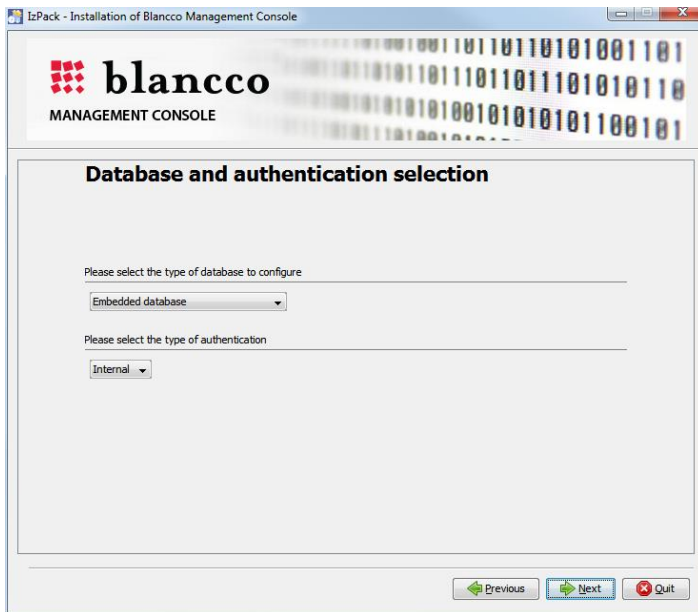 IzPack - Installation of Blancco Management Console
blancco
MANAGEMENT CONSOLE
Database and authentication selection
Please select the type of database to configure
Embedded database
Please select the type of authentication
Internal
Previous
Next
Quit